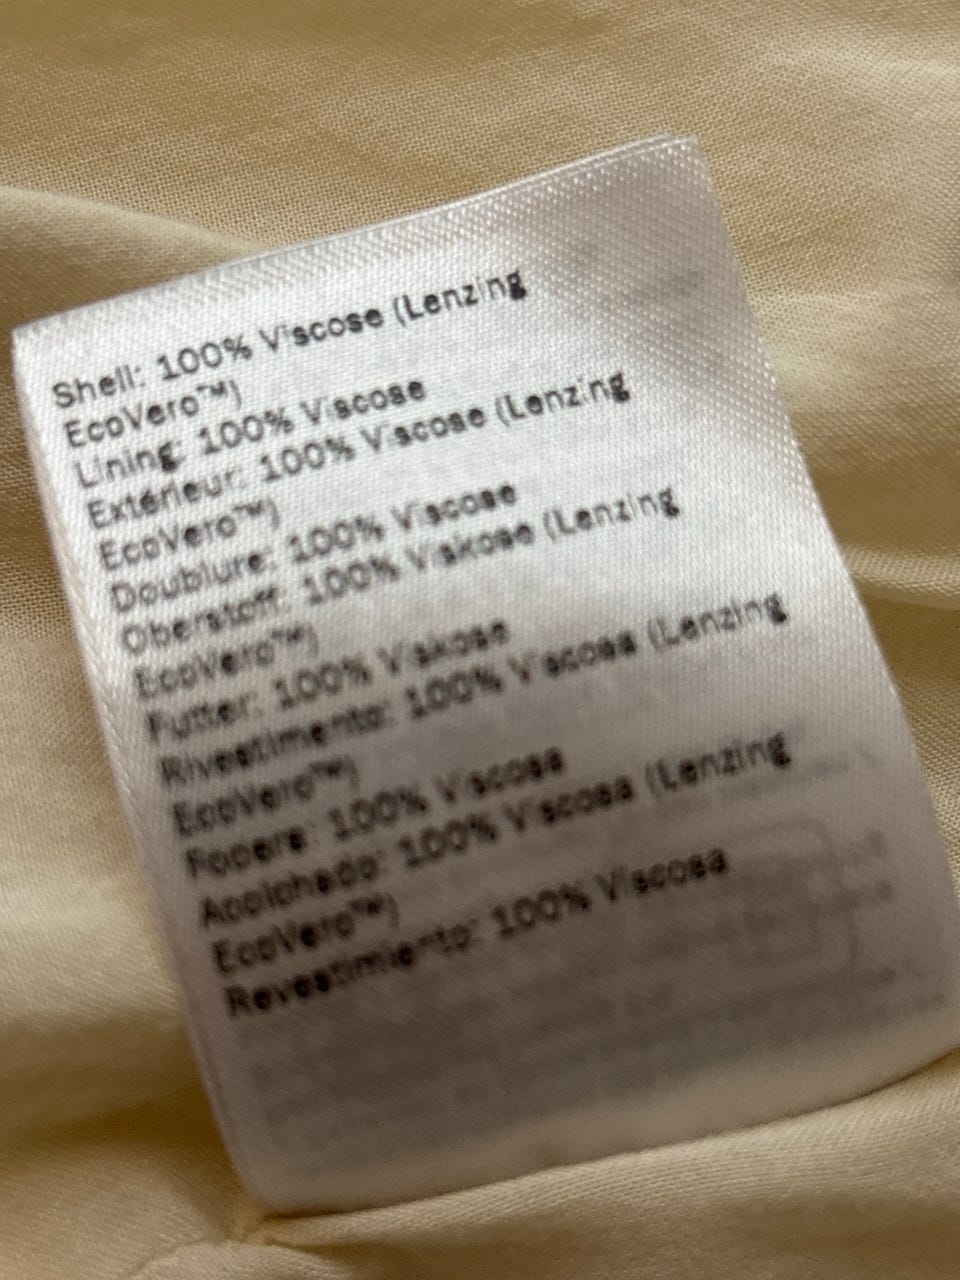 Shell: 100% Viscose (Lenzing
EcoVero™)
Lining: 100% Viscose
Extérieur: 100% Viscose (Lenzing
EcoVero™)
Doublure: 100% Viscose
Oberstoff: 100% Viskose (Lenzing
EcoVero™)
Futter: 100% Viskose
Rivestimento: 100% Viscosa (Lenzing
EcoVero™)
Fodera: 100% Viscosa
Acolchado: 100% Viscosa (Lenzing
EcoVero™)
Revestimiento: 100% Viscosa